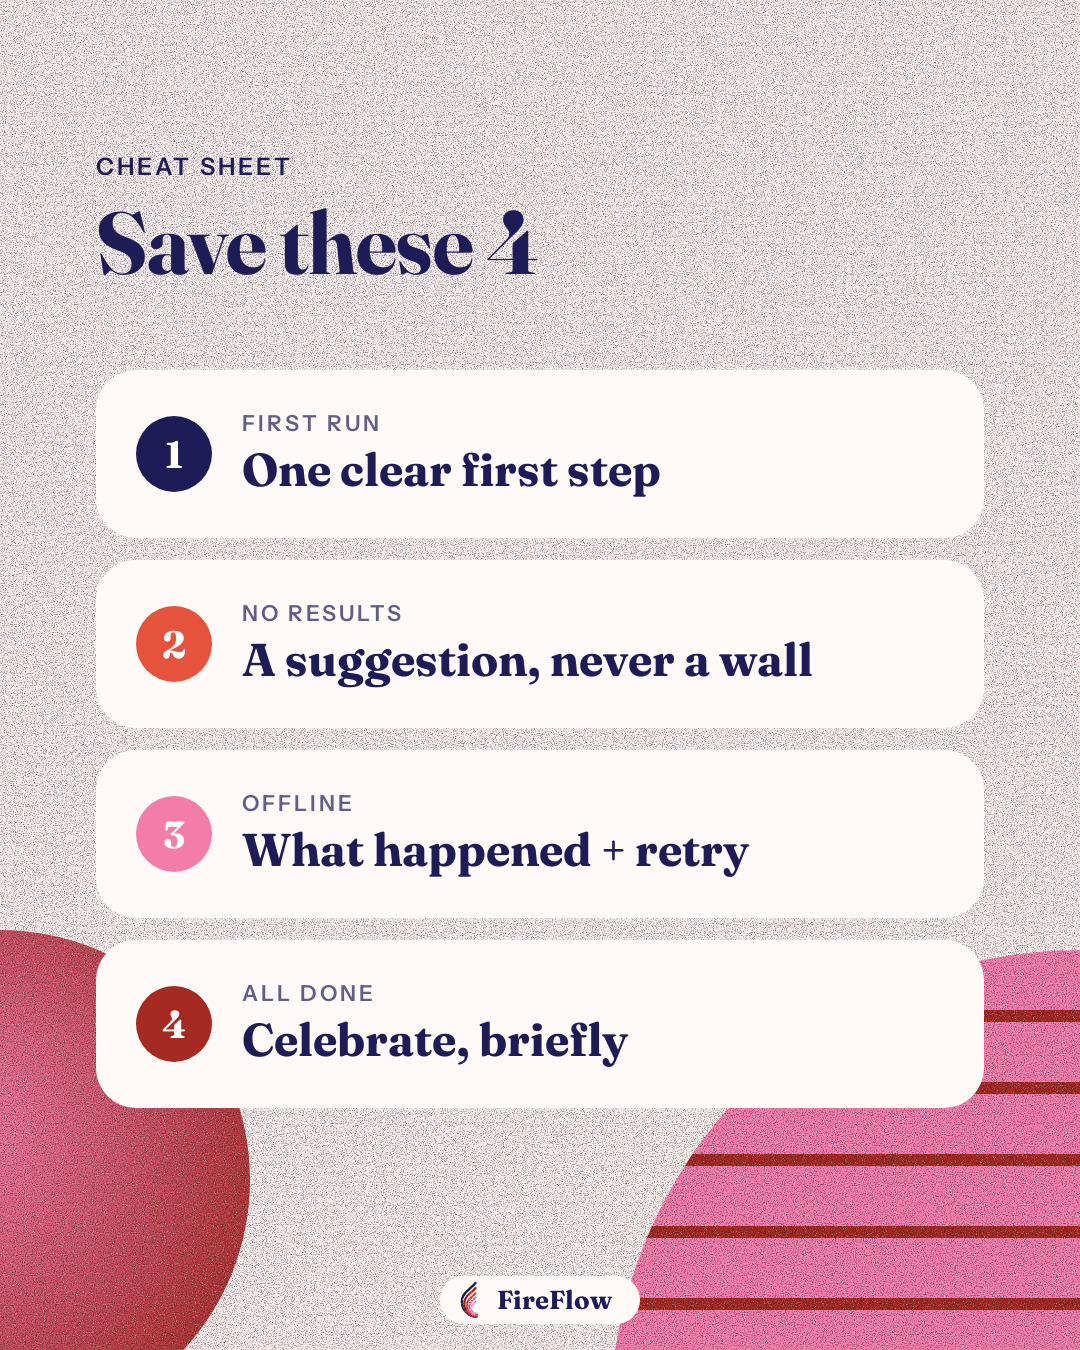 CHEAT SHEET
Save these 4
1
FIRST RUN
One clear first step
2
NO RESULTS
A suggestion, never a wall
3
OFFLINE
What happened + retry
4
ALL DONE
Celebrate, briefly
FireFlow